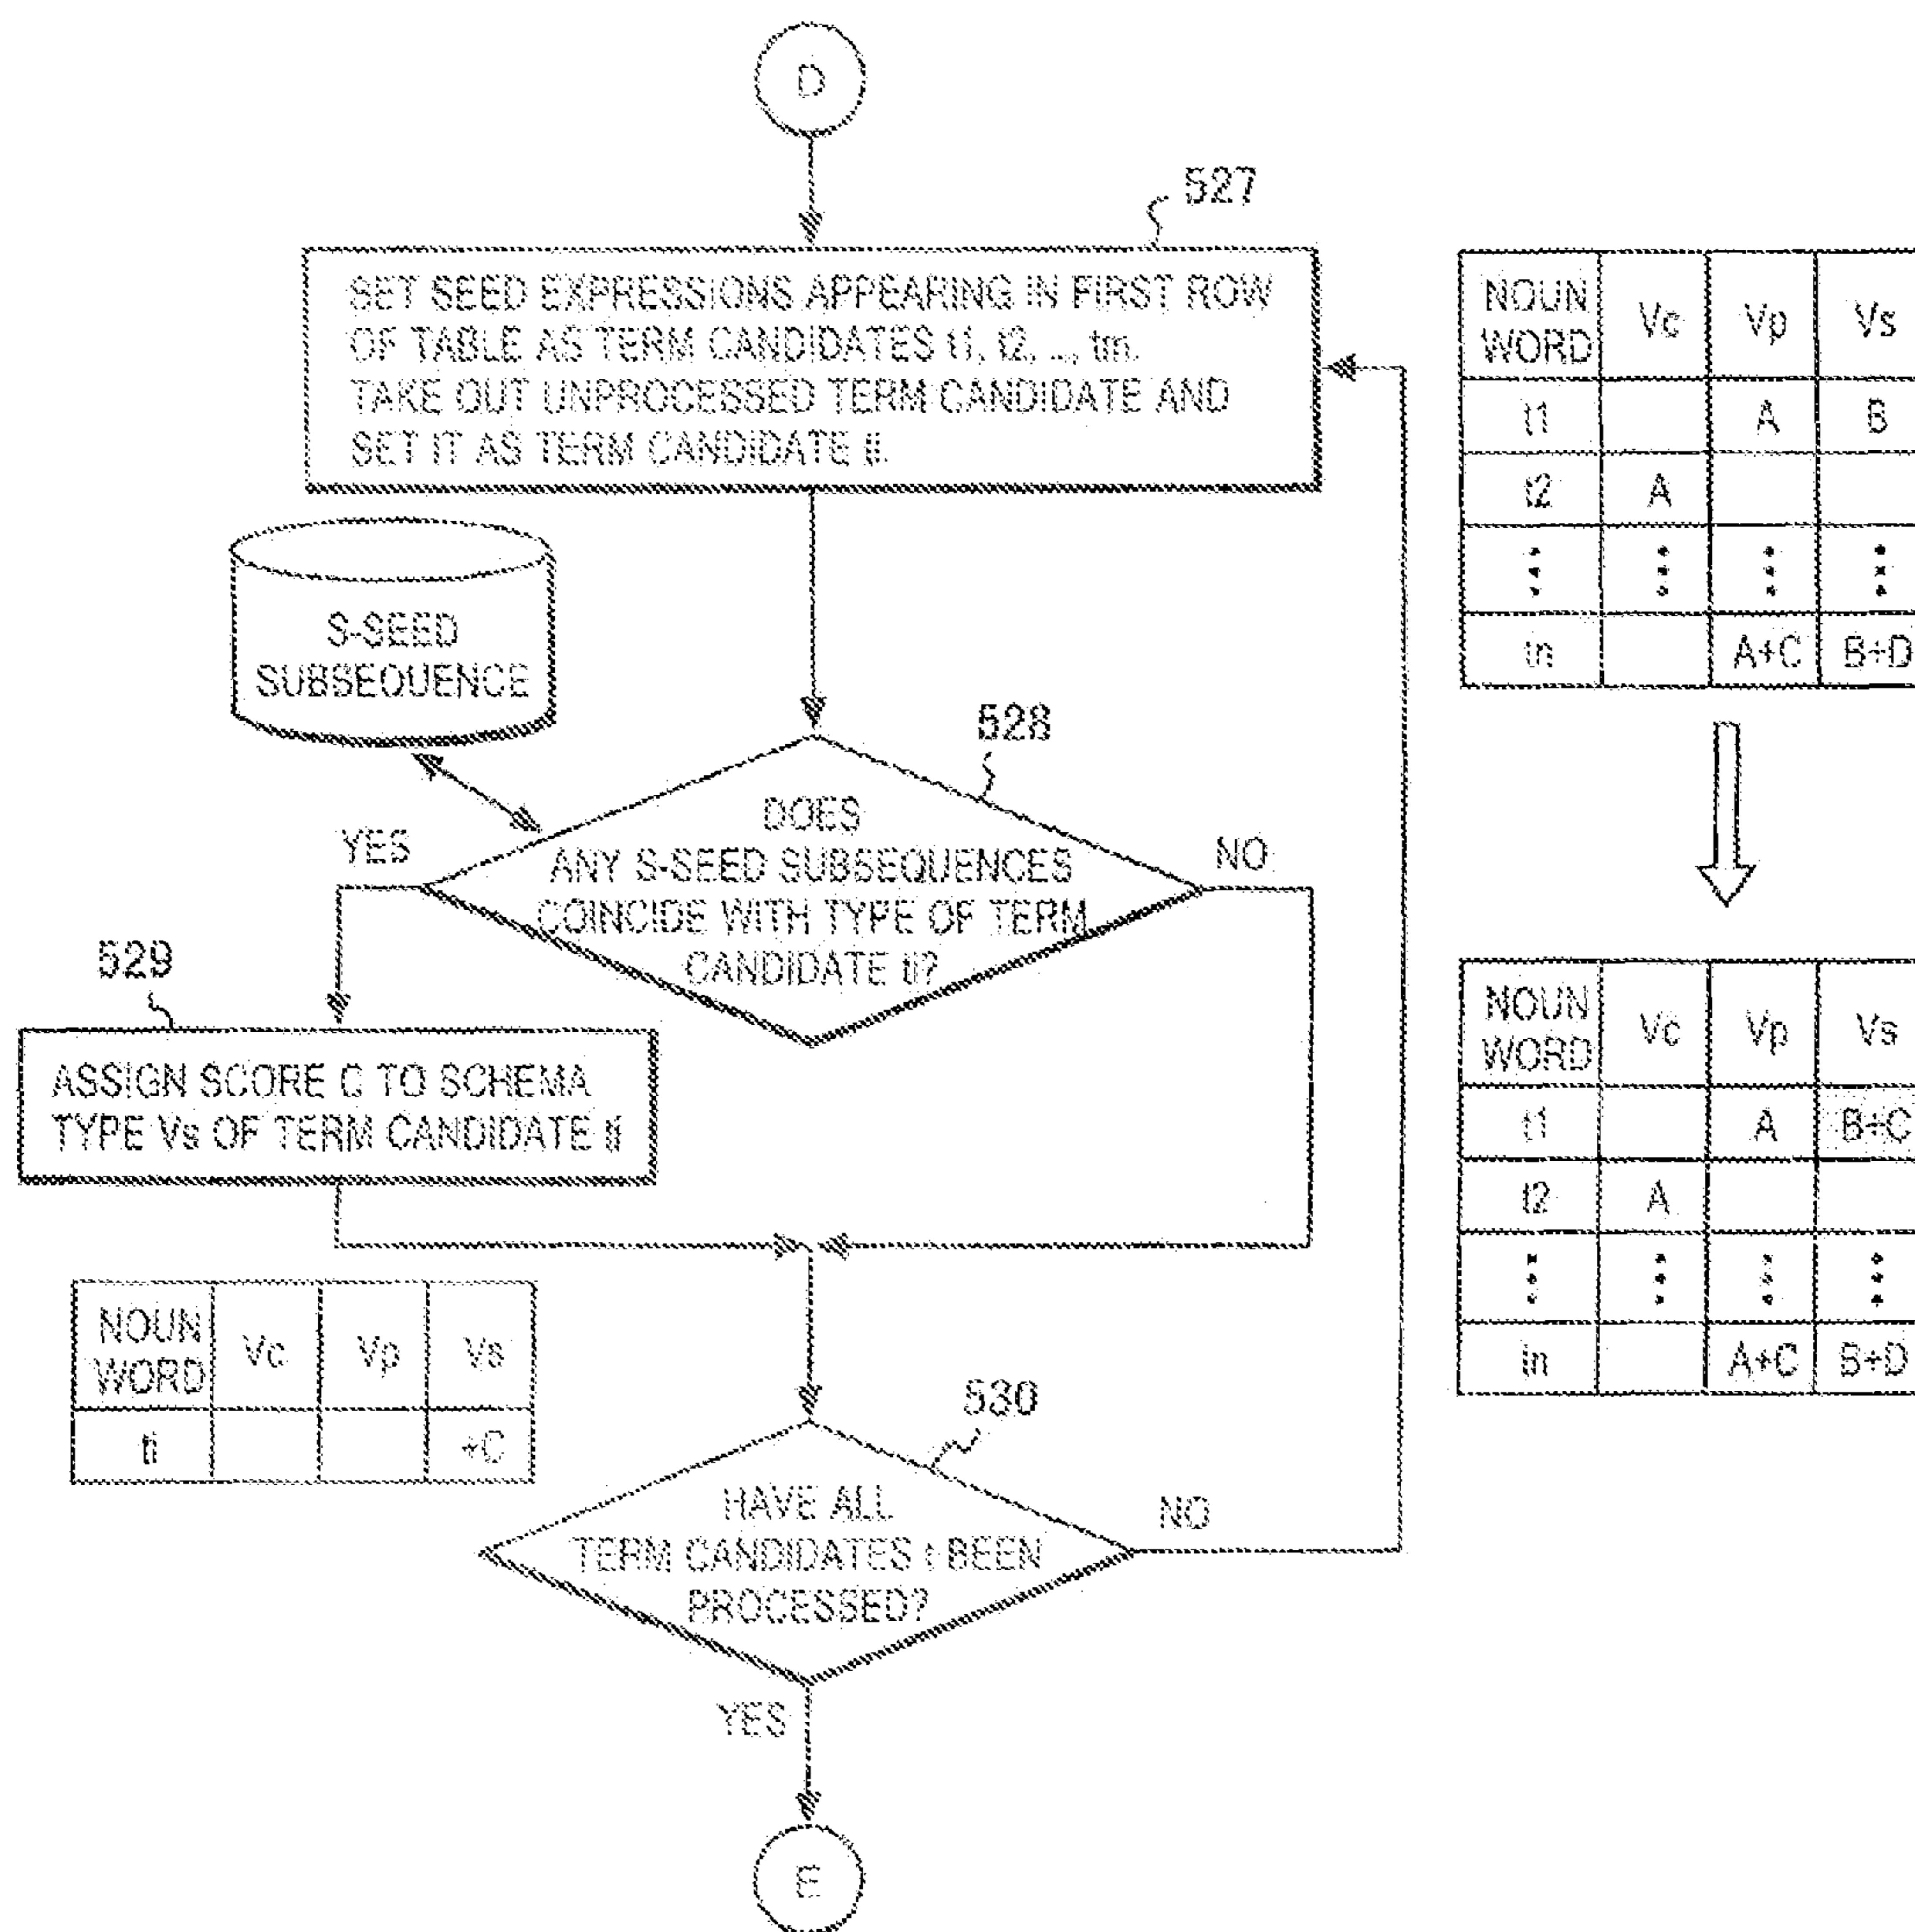 D
527
SET SEED EXPRESSIONS APPEARING IN FIRST ROW
OF TABLE AS TERM CANDIDATES t1, t2, ..., tm.
TAKE OUT UNPROCESSED TERM CANDIDATE AND
SET IT AS TERM CANDIDATE ti.
S-SEED
SUBSEQUENCE
528
DOES
ANY S-SEED SUBSEQUENCES
COINCIDE WITH TYPE OF TERM
CANDIDATE ti?
YES
NO
529
ASSIGN SCORE C TO SCHEMA
TYPE Vs OF TERM CANDIDATE ti
NOUN WORD Vc Vp Vs
ti +C
530
HAVE ALL
TERM CANDIDATES t BEEN
PROCESSED?
NO
YES
E
NOUN WORD Vc Vp Vs
t1 A B
t2 A
tn A+C B+D
NOUN WORD Vc Vp Vs
t1 A B+C
t2 A
tn A+C B+D